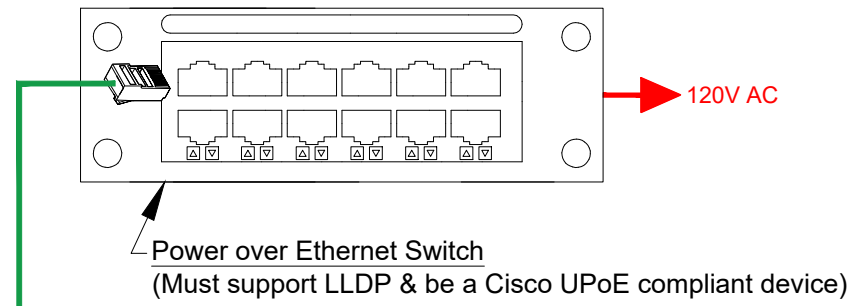 120V AC
Power over Ethernet Switch
(Must support LLDP & be a Cisco UPoE compliant device)